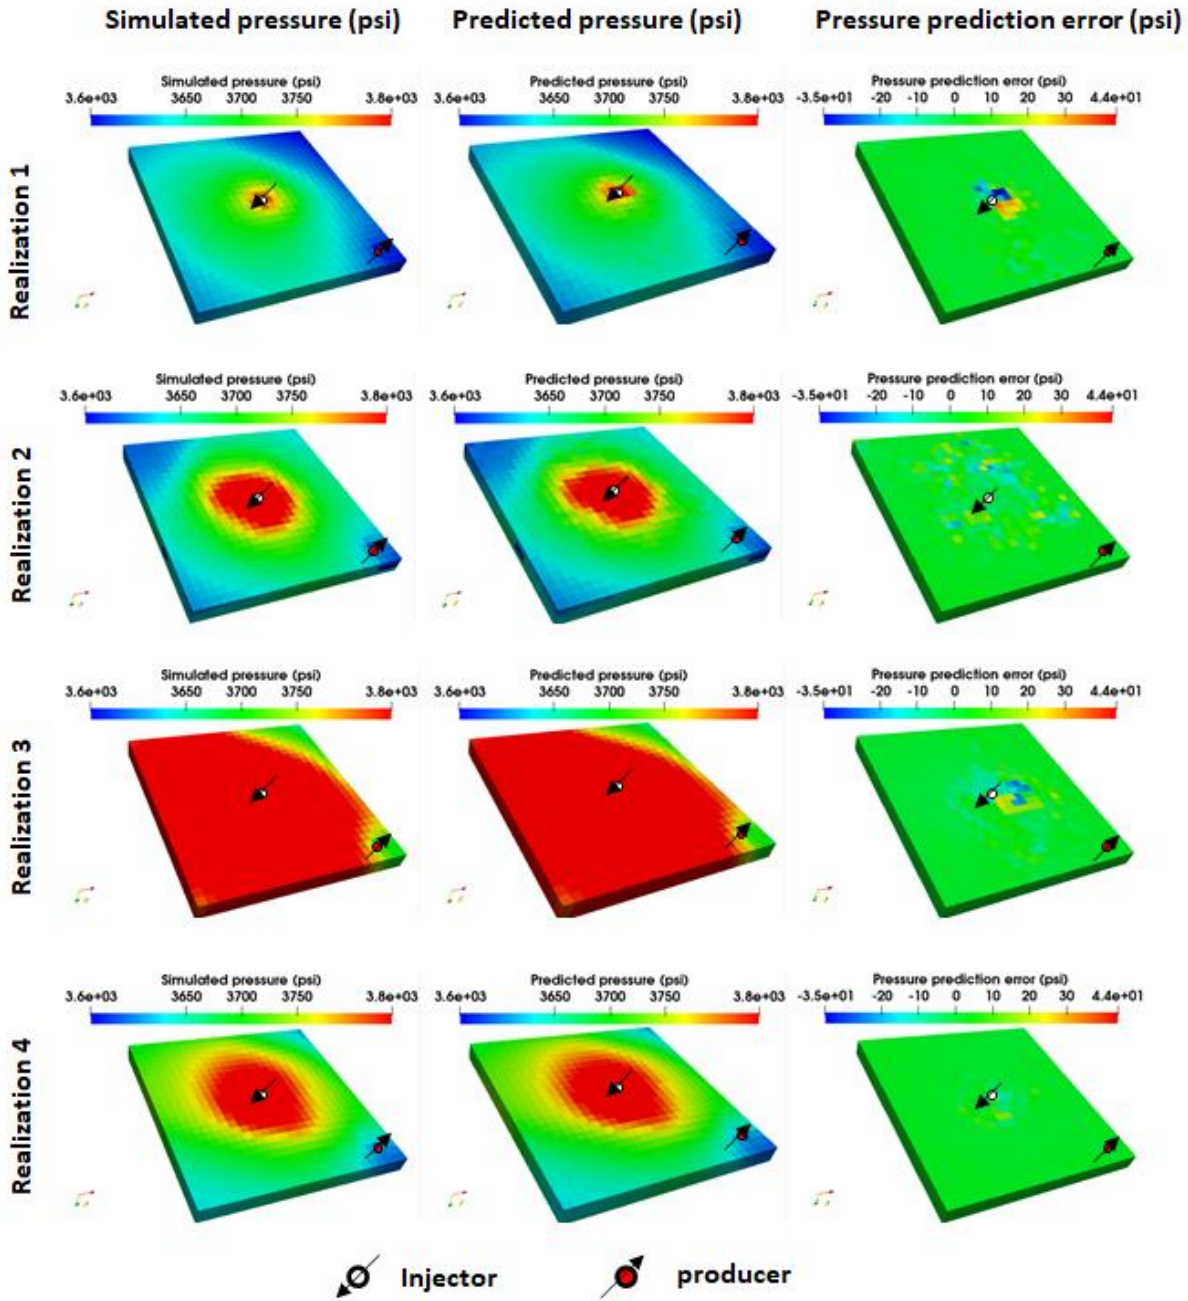 Simulated pressure (psi) Predicted pressure (psi) Pressure prediction error (psi)
Realization 1
Simulated pressure (psi)
3.6e+03 3650 3700 3750 3.8e+03
Predicted pressure (psi)
3.6e+03 3650 3700 3750 3.8e+03
Pressure prediction error (psi)
-3.5e+01 -20 -10 0 10 20 30 4.4e+01
Realization 2
Simulated pressure (psi)
3.6e+03 3650 3700 3750 3.8e+03
Predicted pressure (psi)
3.6e+03 3650 3700 3750 3.8e+03
Pressure prediction error (psi)
-3.5e+01 -20 -10 0 10 20 30 4.4e+01
Realization 3
Simulated pressure (psi)
3.6e+03 3650 3700 3750 3.8e+03
Predicted pressure (psi)
3.6e+03 3650 3700 3750 3.8e+03
Pressure prediction error (psi)
-3.5e+01 -20 -10 0 10 20 30 4.4e+01
Realization 4
Simulated pressure (psi)
3.6e+03 3650 3700 3750 3.8e+03
Predicted pressure (psi)
3.6e+03 3650 3700 3750 3.8e+03
Pressure prediction error (psi)
-3.5e+01 -20 -10 0 10 20 30 4.4e+01
Injector producer